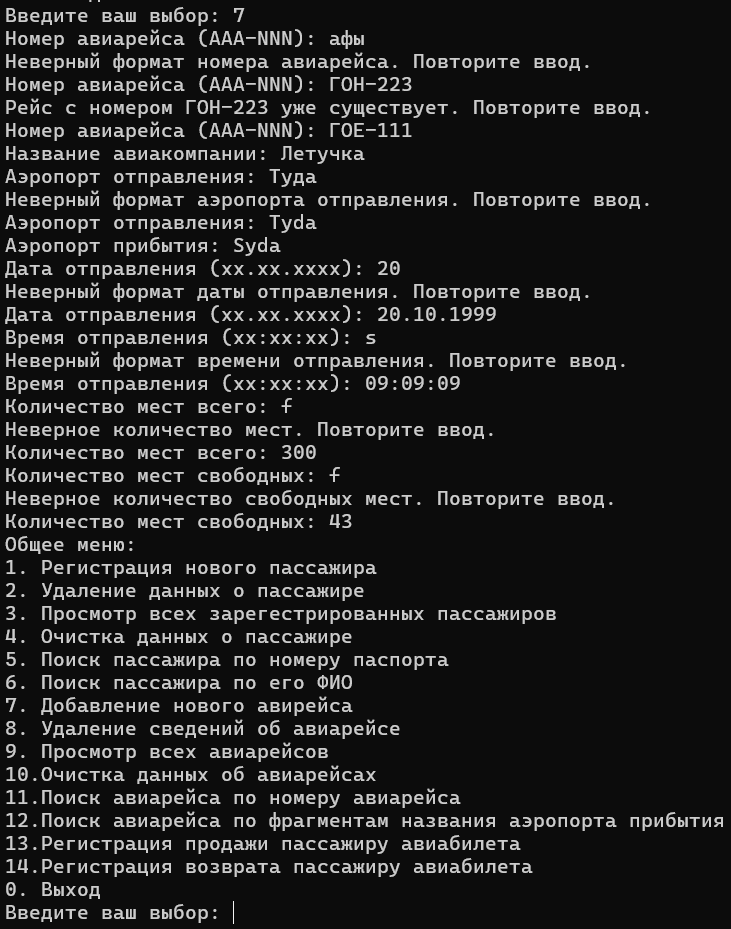 Введите ваш выбор: 7
Номер авиарейса (AAA-NNN): афы
Неверный формат номера авиарейса. Повторите ввод.
Номер авиарейса (AAA-NNN): ГОН-223
Рейс с номером ГОН-223 уже существует. Повторите ввод.
Номер авиарейса (AAA-NNN): ГОЕ-111
Название авиакомпании: Летучка
Аэропорт отправления: Туда
Неверный формат аэропорта отправления. Повторите ввод.
Аэропорт отправления: Tyda
Аэропорт прибытия: Syda
Дата отправления (xx.xx.xxxx): 20
Неверный формат даты отправления. Повторите ввод.
Дата отправления (xx.xx.xxxx): 20.10.1999
Время отправления (xx:xx:xx): s
Неверный формат времени отправления. Повторите ввод.
Время отправления (xx:xx:xx): 09:09:09
Количество мест всего: f
Неверное количество мест. Повторите ввод.
Количество мест всего: 300
Количество мест свободных: f
Неверное количество свободных мест. Повторите ввод.
Количество мест свободных: 43
Общее меню:
1. Регистрация нового пассажира
2. Удаление данных о пассажире
3. Просмотр всех зарегестрированных пассажиров
4. Очистка данных о пассажире
5. Поиск пассажира по номеру паспорта
6. Поиск пассажира по его ФИО
7. Добавление нового авирейса
8. Удаление сведений об авиарейсе
9. Просмотр всех авиарейсов
10.Очистка данных об авиарейсах
11.Поиск авиарейса по номеру авиарейса
12.Поиск авиарейса по фрагментам названия аэропорта прибытия
13.Регистрация продажи пассажиру авиабилета
14.Регистрация возврата пассажиру авиабилета
0. Выход
Введите ваш выбор: